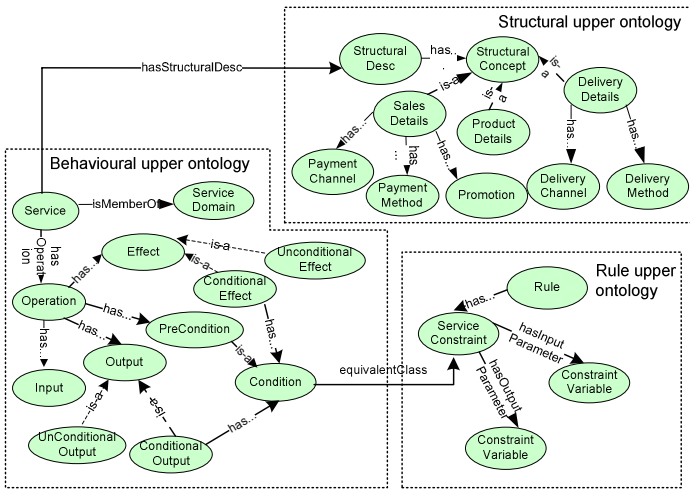 Structural upper ontology
Structural
Desc
has..
.
Structural
Concept
is-
a
Delivery
Details
hasStructuralDesc
is-a
Sales
Details
is-
a
Product
Details
has...
has
...
has...
has...
has...
Payment
Channel
Payment
Method
Promotion
Delivery
Channel
Delivery
Method
Behavioural upper ontology
Service
isMemberOf
Service
Domain
has
Operat
ion
Effect
is-a
Unconditional
Effect
has...
is-a
Conditional
Effect
Operation
has...
PreCondition
has...
has...
has...
is-a
Output
Condition
Input
is-a
is-a
UnConditional
Output
Conditional
Output
has...
equivalentClass
Rule upper
ontology
Rule
has...
Service
Constraint
hasInput
Parameter
hasOutput
Parameter
Constraint
Variable
Constraint
Variable